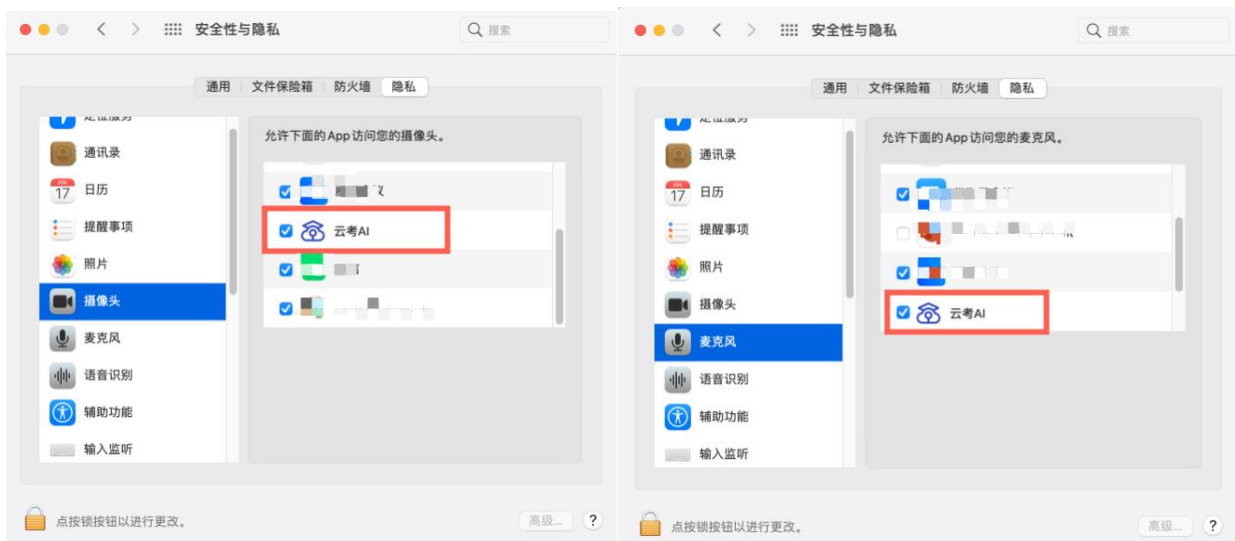 安全性与隐私
搜索
通用 文件保险箱 防火墙 隐私
通讯录
日历
JUL
17
提醒事项
照片
摄像头
麦克风
语音识别
辅助功能
输入监听
允许下面的App访问您的摄像头。
云考AI
点按锁按钮以进行更改。
高级...
?
安全性与隐私
搜索
通用 文件保险箱 防火墙 隐私
通讯录
日历
JUL
17
提醒事项
照片
摄像头
麦克风
语音识别
辅助功能
输入监听
允许下面的App访问您的麦克风。
云考AI
点按锁按钮以进行更改。
高级...
?